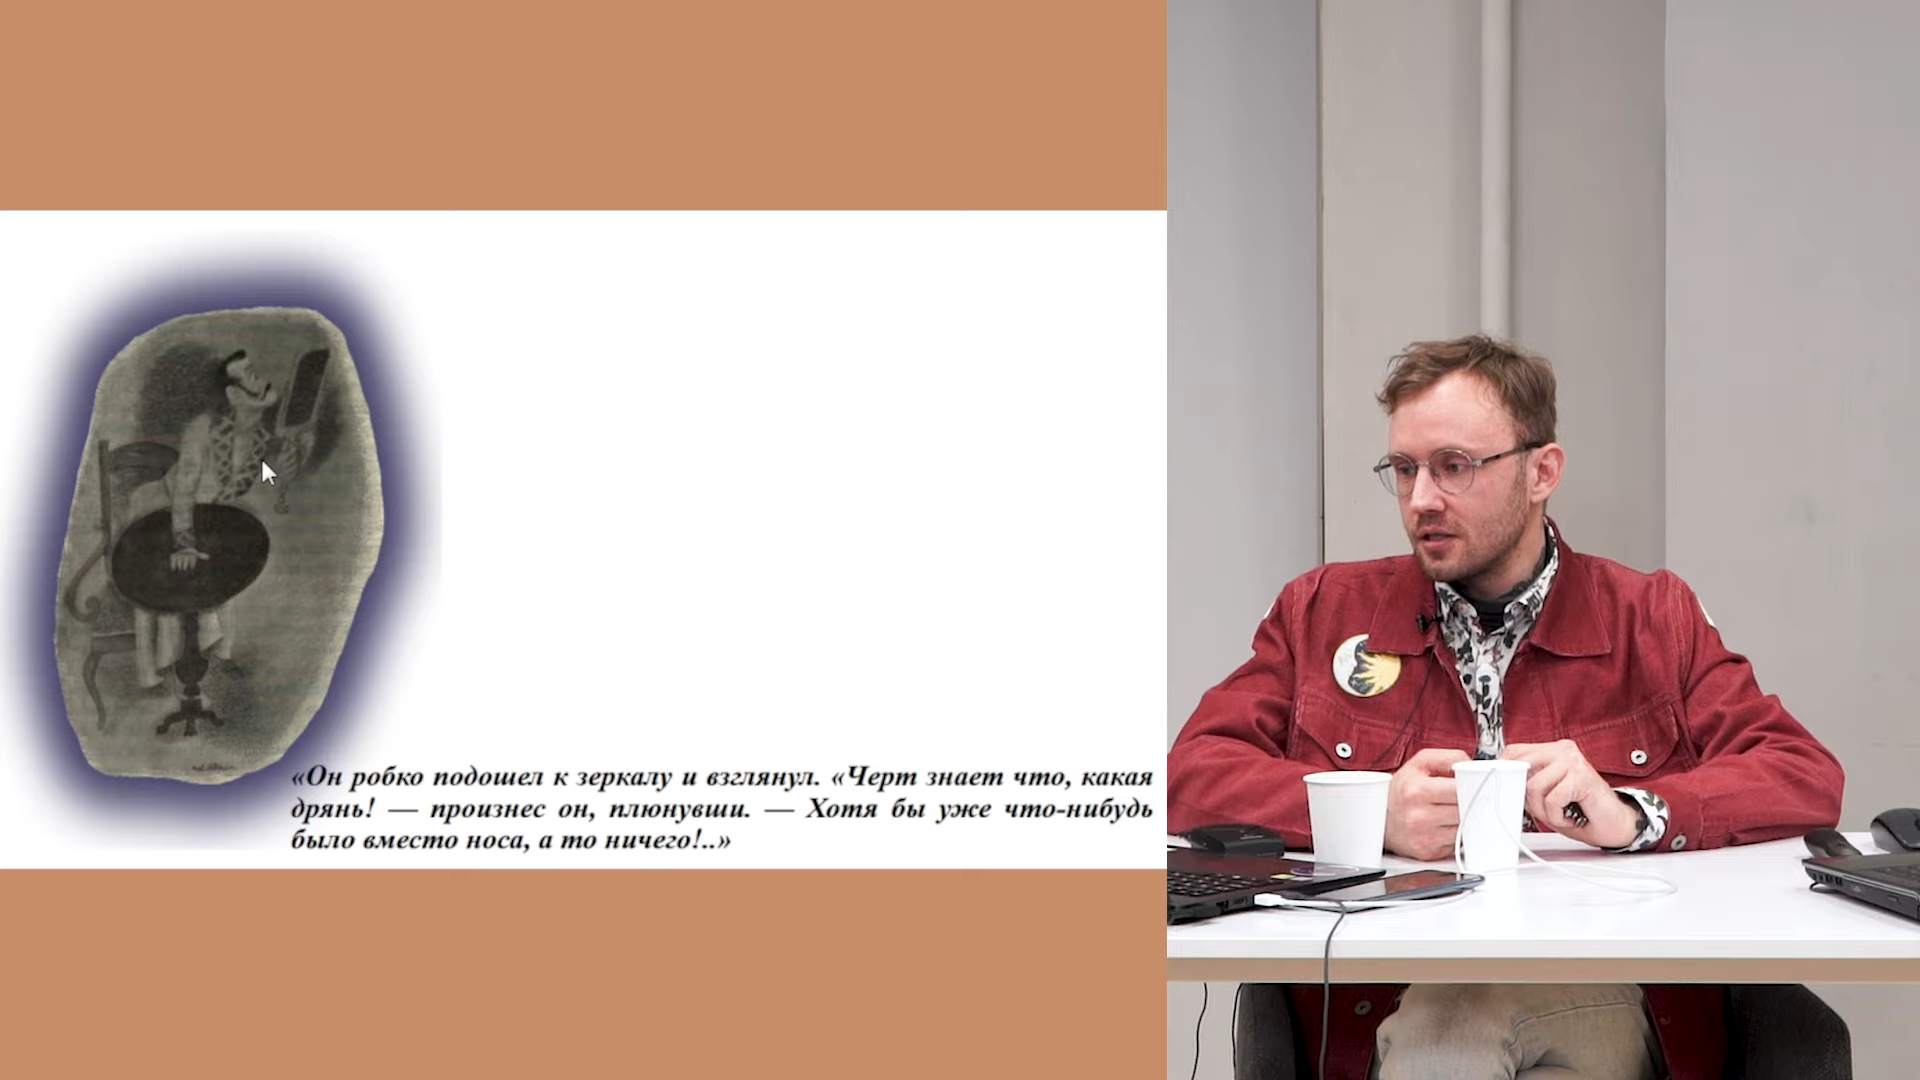 «Он робко подошел к зеркалу и взглянул. «Черт знает что, какая
дрянь! — произнес он, плюнувши. — Хотя бы уже что-нибудь
было вместо носа, а то ничего!..»